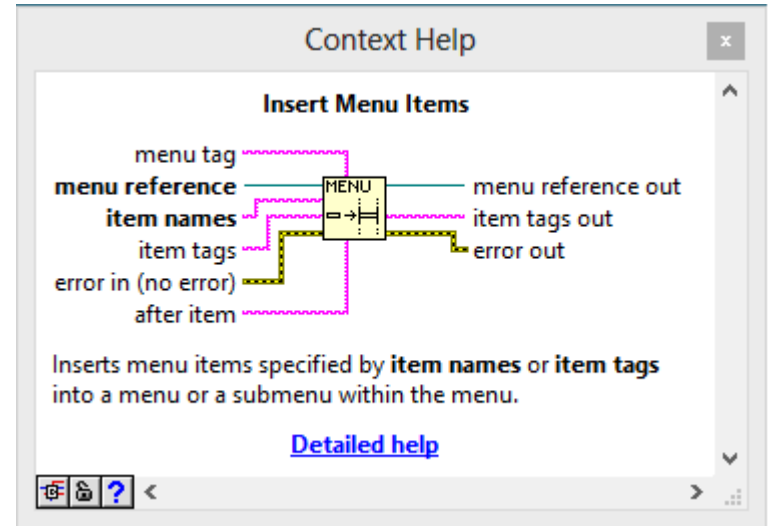 Context Help
x
Insert Menu Items
menu tag
menu reference
MENU
menu reference out
item names
item tags out
item tags
error out
error in (no error)
after item
Inserts menu items specified by item names or item tags
into a menu or a submenu within the menu.
Detailed help
?